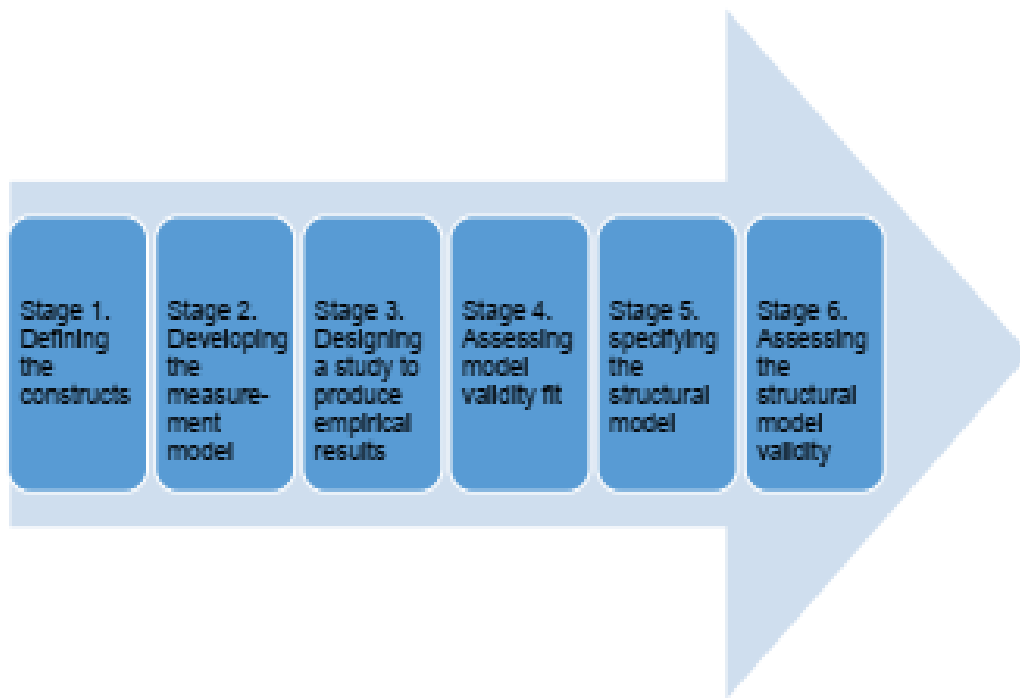 Stage 1.
Defining
the
constructs
Stage 2.
Developing
the
measure-
ment
model
Stage 3.
Designing
a study to
produce
empirical
results
Stage 4.
Assessing
model
validity fit
Stage 5.
specifying
the
structural
model
Stage 6.
Assessing
the
structural
model
validity